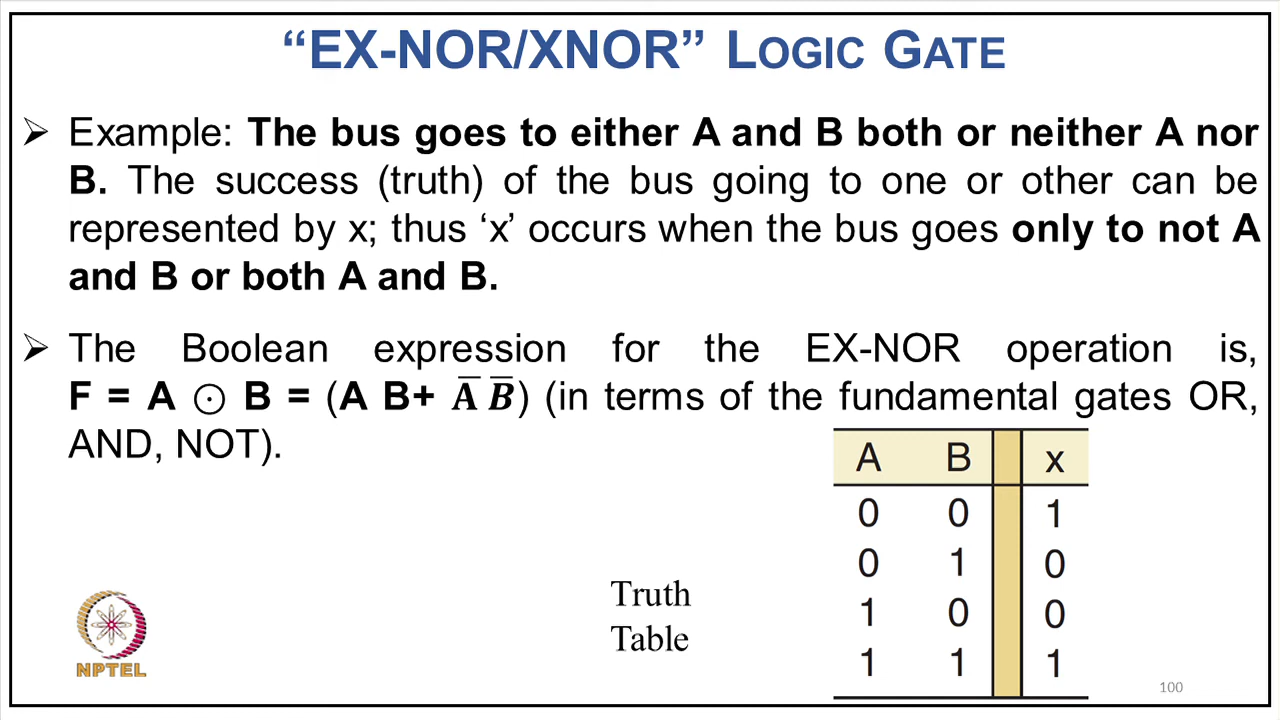 “EX-NOR/XNOR” LOGIC GATE
➢ Example: The bus goes to either A and B both or neither A nor
B. The success (truth) of the bus going to one or other can be
represented by x; thus ‘x’ occurs when the bus goes only to not A
and B or both A and B.
➢ The Boolean expression for the EX-NOR operation is,
F = A ⊙ B = (A B+ A̅ B̅) (in terms of the fundamental gates OR,
AND, NOT).
A B x
0 0 1
0 1 0
1 0 0
1 1 1
Truth
Table
NPTEL
100